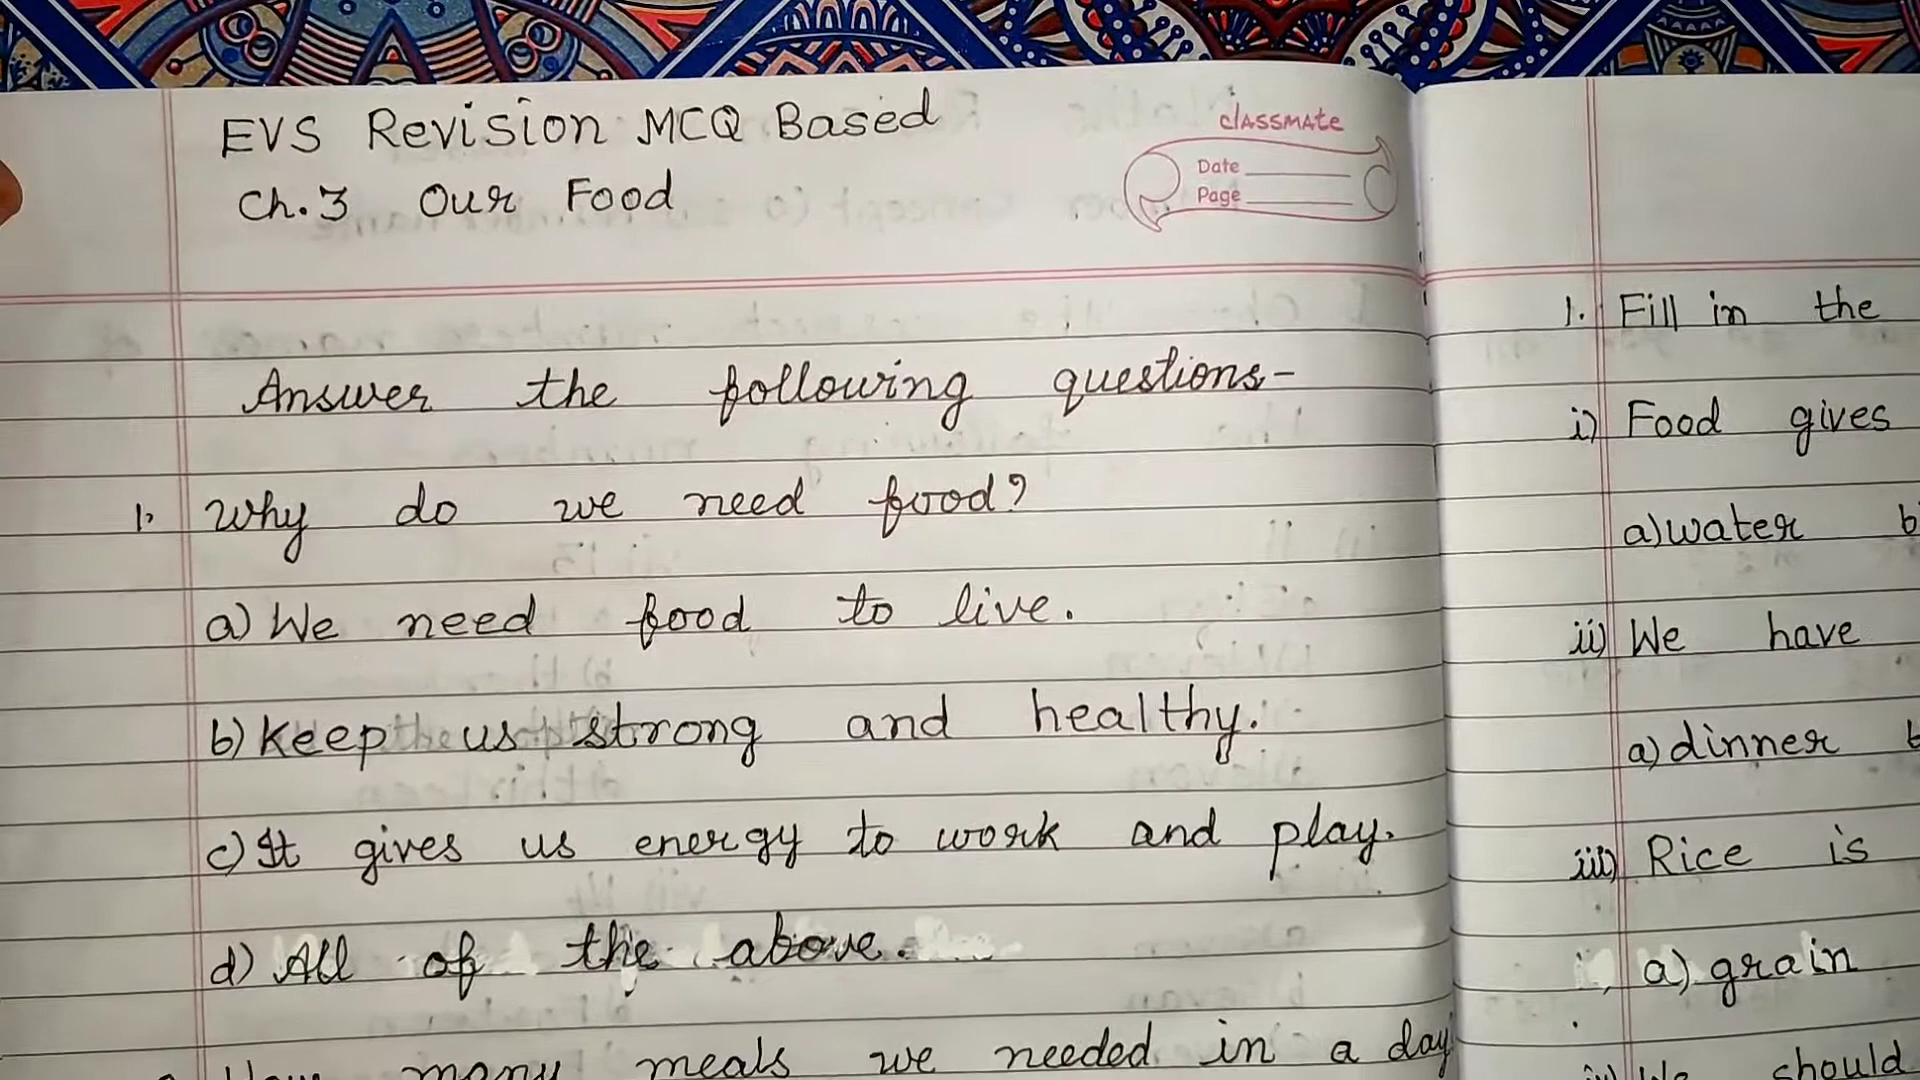 EVS Revision MCQ Based
Ch.3 Our Food
classmate
Date
Page
Answer the following questions-
1. Why do we need food?
a) We need food to live.
b) Keep us strong and healthy.
c) It gives us energy to work and play.
d) All of the above.
many meals we needed in a day
1. Fill in the
i) Food gives
a) water b
ii) We have
a) dinner b
iii) Rice is
a) grain
iv) We should